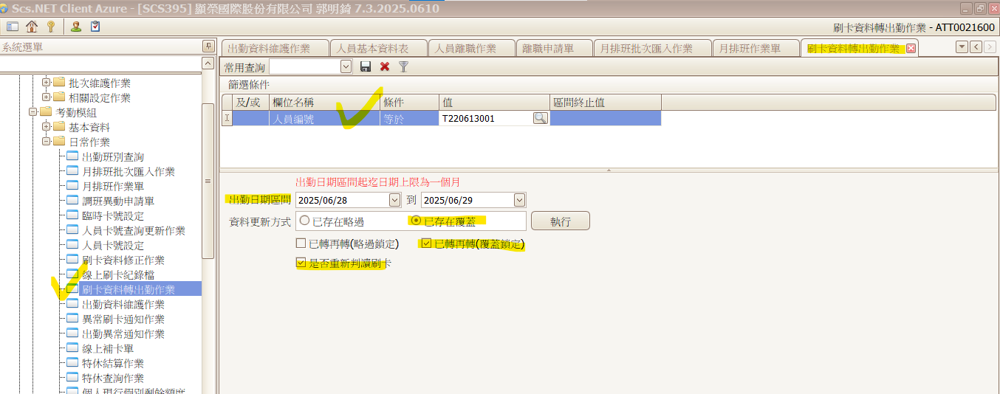 Scs.NET Client Azure - [SCS395] 顯榮國際股份有限公司 郭明錡 7.3.2025.0610
刷卡資料轉出勤作業 - ATT0021600
系統選單
出勤資料維護作業 人員基本資料表 人員離職作業 離職申請單 月排班批次匯入作業 月排班作業單 刷卡資料轉出勤作業
常用查詢
篩選條件
及/或 欄位名稱 條件 值 區間終止值
人員編號 等於 T220613001
批次維護作業
相關設定作業
考勤模組
基本資料
日常作業
出勤班別查詢
月排班批次匯入作業
月排班作業單
調班異動申請單
臨時卡號設定
人員卡號查詢更新作業
人員卡號設定
刷卡資料修正作業
線上刷卡紀錄檔
刷卡資料轉出勤作業
出勤資料維護作業
異常刷卡通知作業
出勤異常通知作業
線上補卡單
特休結算作業
特休查詢作業
個人現行假別剩餘額度
出勤日期區間起迄日期上限為一個月
出勤日期區間 2025/06/28 到 2025/06/29
資料更新方式 已存在略過 已存在覆蓋 執行
已轉再轉(略過鎖定) 已轉再轉(覆蓋鎖定)
是否重新判讀刷卡